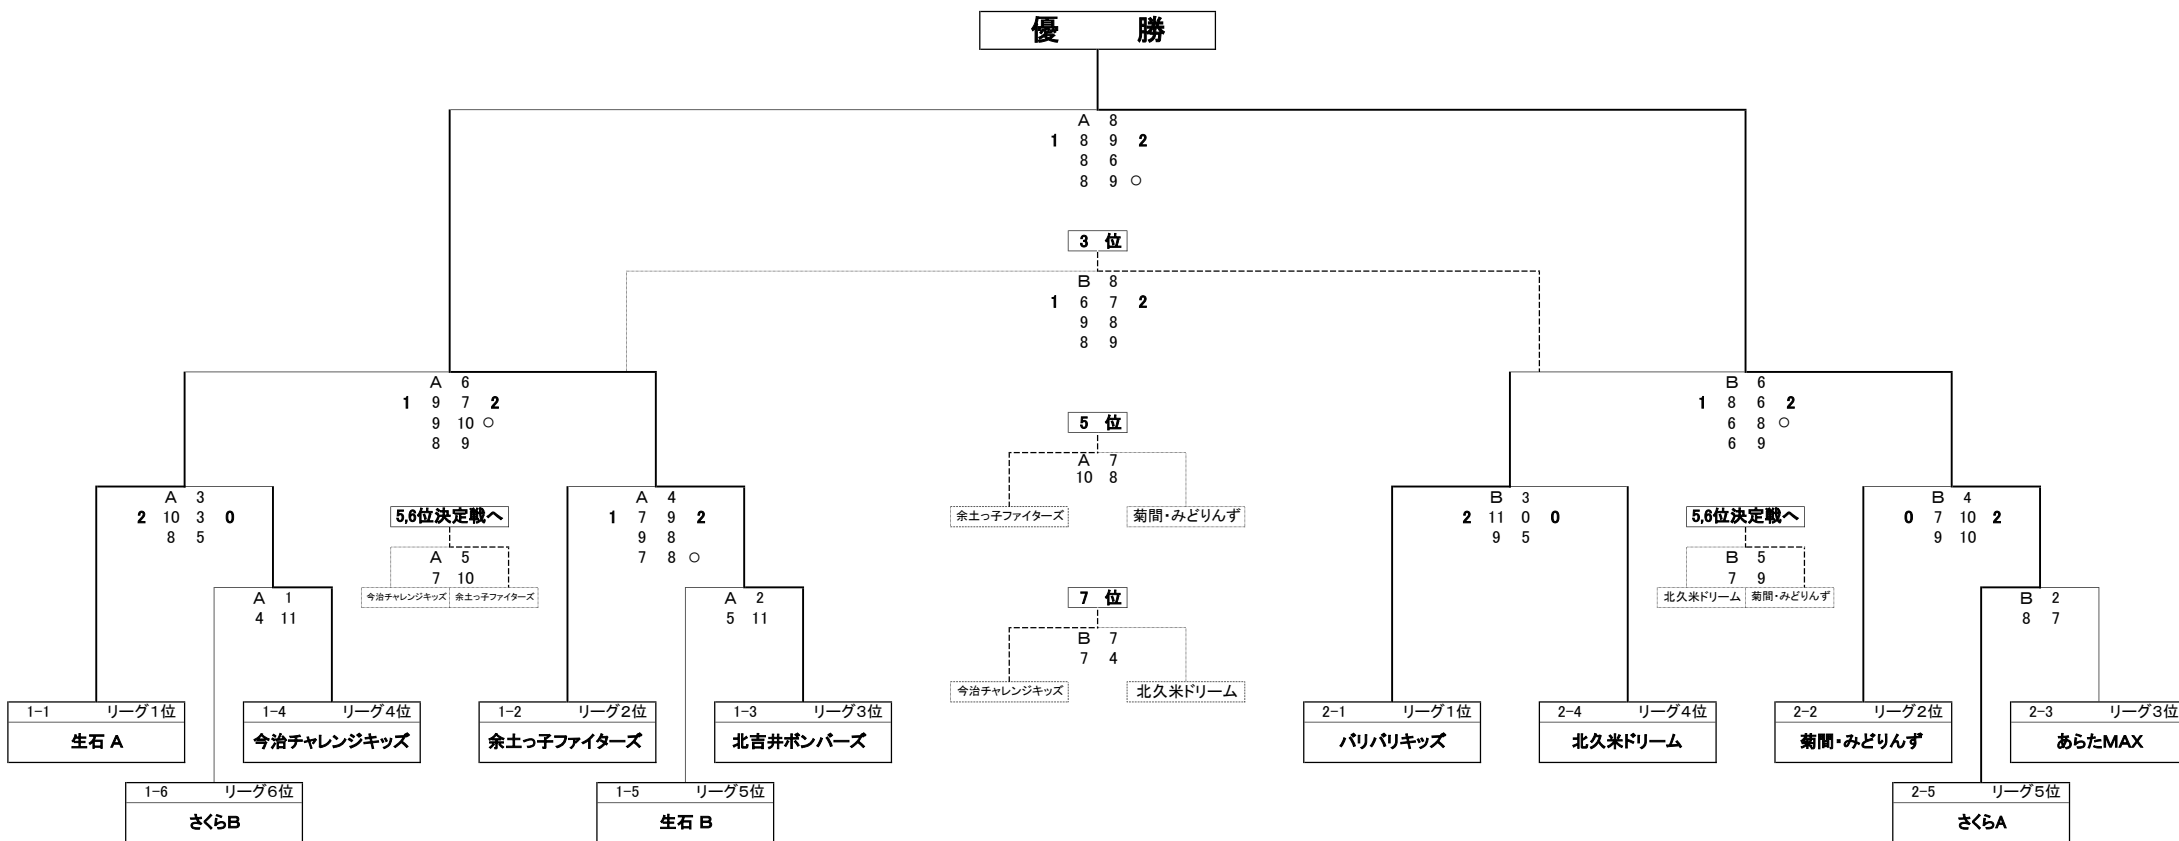 優 勝
A 8
1 8 9 2
8 6
8 9 ○
3 位
B 8
1 6 7 2
9 8
8 9
A 6
1 9 7 2
9 10 ○
8 9
B 6
1 8 6 2
6 8 ○
6 9
5 位
A 7
10 8
余土っ子ファイターズ 菊間・みどりんず
A 3
2 10 3 0
8 5
5,6位決定戦へ
A 5
7 10
今治チャレンジキッズ 余土っ子ファイターズ
A 4
1 7 9 2
9 8
7 8 ○
B 3
2 11 0 0
9 5
5,6位決定戦へ
B 5
7 9
北久米ドリーム 菊間・みどりんず
B 4
0 7 10 2
9 10
A 1
4 11
A 2
5 11
7 位
B 7
7 4
今治チャレンジキッズ 北久米ドリーム
B 2
8 7
1-1 リーグ1位
生石 A
1-4 リーグ4位
今治チャレンジキッズ
1-2 リーグ2位
余土っ子ファイターズ
1-3 リーグ3位
北吉井ボンバーズ
2-1 リーグ1位
バリバリキッズ
2-4 リーグ4位
北久米ドリーム
2-2 リーグ2位
菊間・みどりんず
2-3 リーグ3位
あらたMAX
1-6 リーグ6位
さくらB
1-5 リーグ5位
生石 B
2-5 リーグ5位
さくらA